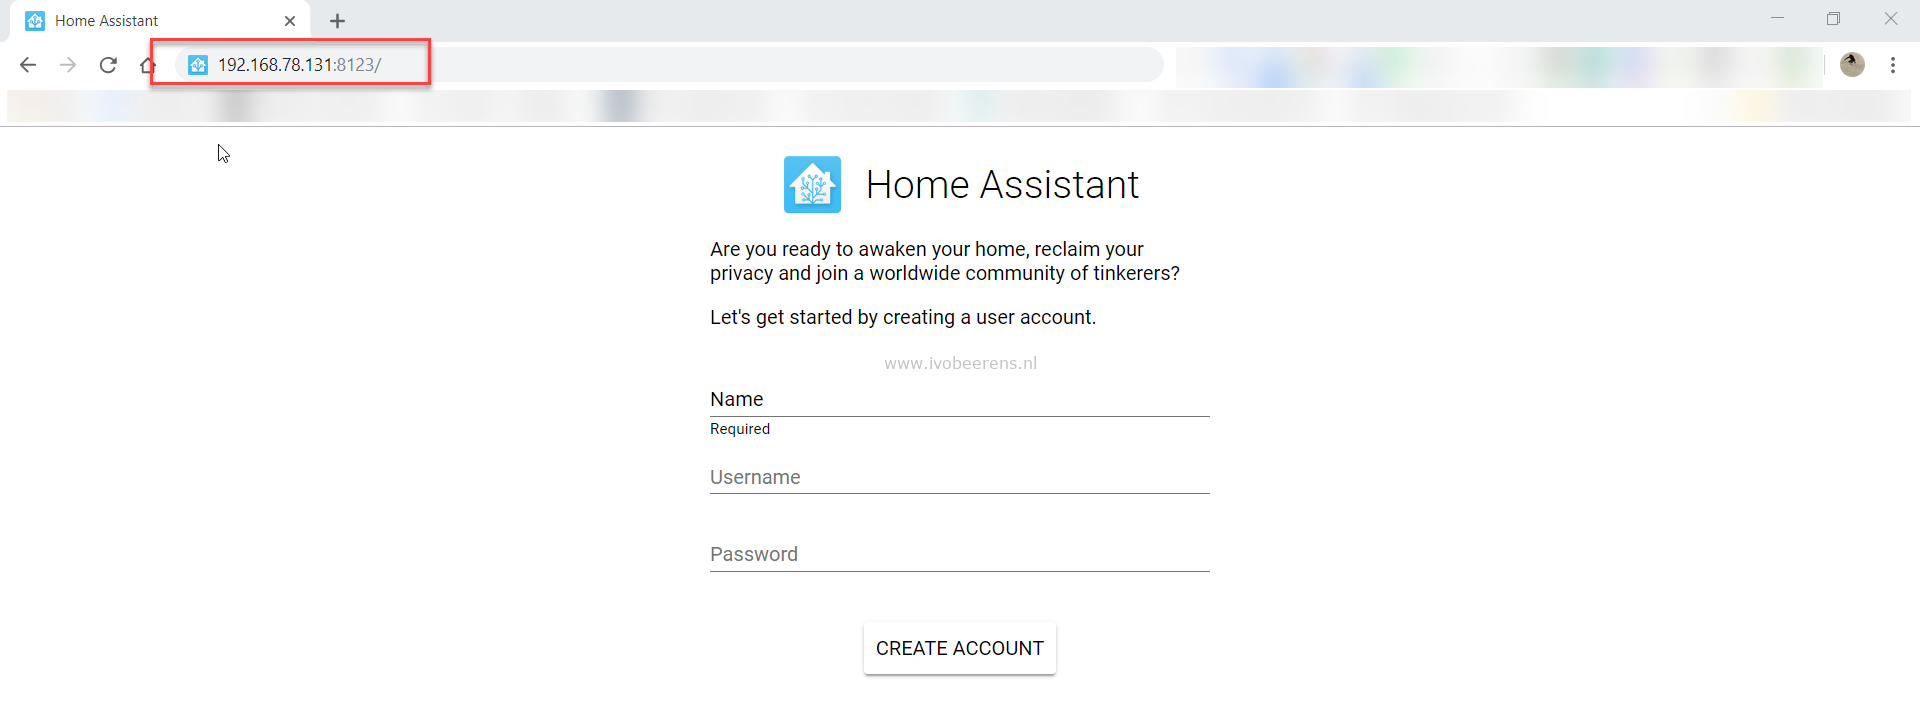 Home Assistant
192.168.78.131:8123/
Home Assistant
Are you ready to awaken your home, reclaim your
privacy and join a worldwide community of tinkerers?
Let's get started by creating a user account.
www.ivobeerens.nl
Name
Required
Username
Password
CREATE ACCOUNT